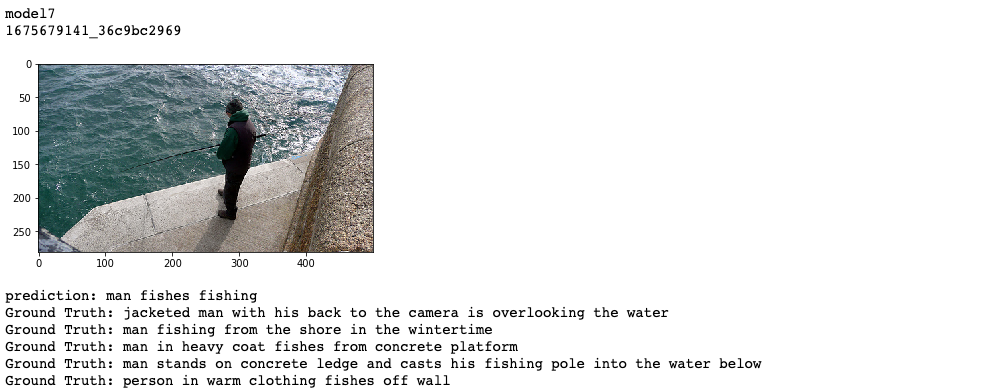 model7
1675679141_36c9bc2969
0
50
100
150
200
250
0 100 200 300 400
prediction: man fishes fishing
Ground Truth: jacketed man with his back to the camera is overlooking the water
Ground Truth: man fishing from the shore in the wintertime
Ground Truth: man in heavy coat fishes from concrete platform
Ground Truth: man stands on concrete ledge and casts his fishing pole into the water below
Ground Truth: person in warm clothing fishes off wall